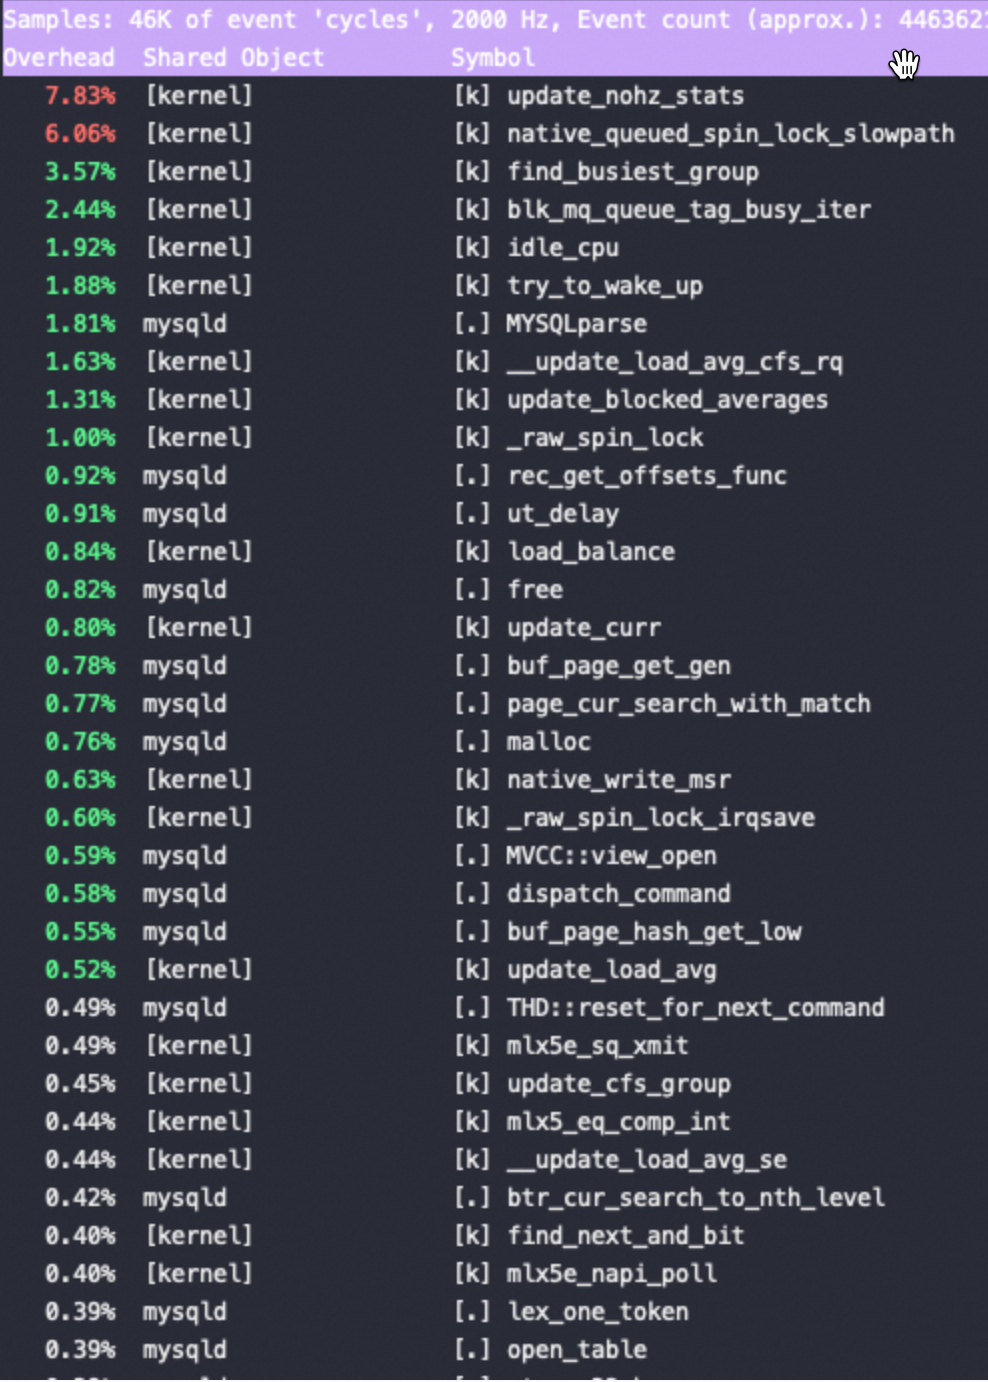 Samples: 46K of event 'cycles', 2000 Hz, Event count (approx.): 446362
Overhead Shared Object Symbol
7.83% [kernel] [k] update_nohz_stats
6.06% [kernel] [k] native_queued_spin_lock_slowpath
3.57% [kernel] [k] find_busiest_group
2.44% [kernel] [k] blk_mq_queue_tag_busy_iter
1.92% [kernel] [k] idle_cpu
1.88% [kernel] [k] try_to_wake_up
1.81% mysqld [.] MYSQLparse
1.63% [kernel] [k] __update_load_avg_cfs_rq
1.31% [kernel] [k] update_blocked_averages
1.00% [kernel] [k] _raw_spin_lock
0.92% mysqld [.] rec_get_offsets_func
0.91% mysqld [.] ut_delay
0.84% [kernel] [k] load_balance
0.82% mysqld [.] free
0.80% [kernel] [k] update_curr
0.78% mysqld [.] buf_page_get_gen
0.77% mysqld [.] page_cur_search_with_match
0.76% mysqld [.] malloc
0.63% [kernel] [k] native_write_msr
0.60% [kernel] [k] _raw_spin_lock_irqsave
0.59% mysqld [.] MVCC::view_open
0.58% mysqld [.] dispatch_command
0.55% mysqld [.] buf_page_hash_get_low
0.52% [kernel] [k] update_load_avg
0.49% mysqld [.] THD::reset_for_next_command
0.49% [kernel] [k] mlx5e_sq_xmit
0.45% [kernel] [k] update_cfs_group
0.44% [kernel] [k] mlx5_eq_comp_int
0.44% [kernel] [k] __update_load_avg_se
0.42% mysqld [.] btr_cur_search_to_nth_level
0.40% [kernel] [k] find_next_and_bit
0.40% [kernel] [k] mlx5e_napi_poll
0.39% mysqld [.] lex_one_token
0.39% mysqld [.] open_table